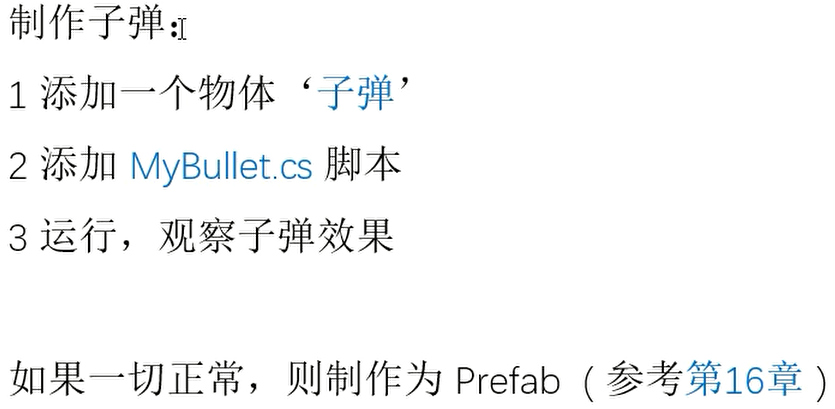 制作子弹：
1 添加一个物体‘子弹’
2 添加 MyBullet.cs 脚本
3 运行，观察子弹效果
如果一切正常，则制作为 Prefab（参考第16章）